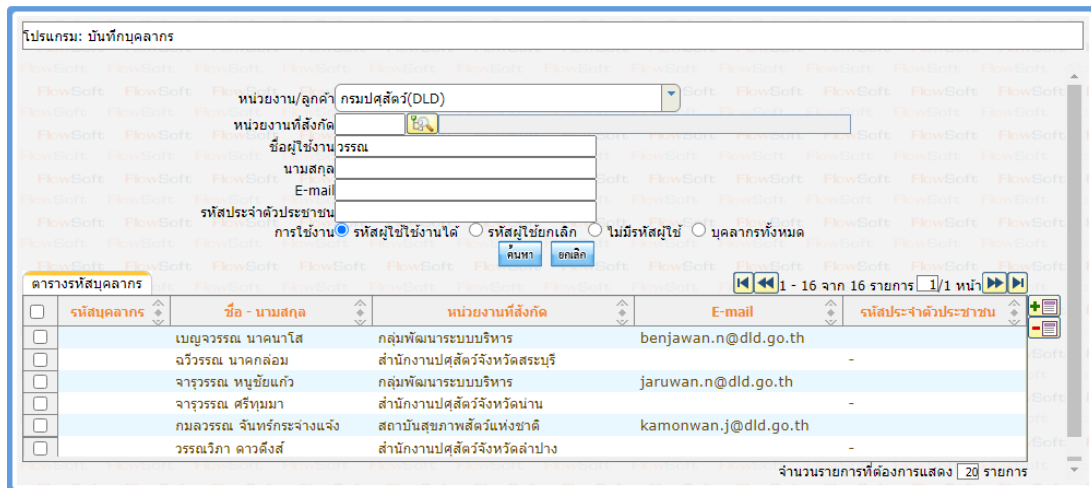 โปรแกรม: บันทึกบุคลากร
หน่วยงาน/ลูกค้า กรมปศุสัตว์(DLD)
หน่วยงานที่สังกัด
ชื่อผู้ใช้งาน วรรณ
นามสกุล
E-mail
รหัสประจำตัวประชาชน
การใช้งาน รหัสผู้ใช้ใช้งานได้ รหัสผู้ใช้ยกเลิก ไม่มีรหัสผู้ใช้ บุคลากรทั้งหมด
ค้นหา ยกเลิก
ตารางรหัสบุคลากร 1 - 16 จาก 16 รายการ 1/1 หน้า
รหัสบุคลากร ชื่อ - นามสกุล หน่วยงานที่สังกัด E-mail รหัสประจำตัวประชาชน
เบญจวรรณ นาคนาโส กลุ่มพัฒนาระบบบริหาร benjawan.n@dld.go.th
ฉวีวรรณ นาคกล่อม สำนักงานปศุสัตว์จังหวัดสระบุรี -
จารุวรรณ หนูชัยแก้ว กลุ่มพัฒนาระบบบริหาร jaruwan.n@dld.go.th
จารุวรรณ ศรีทุมมา สำนักงานปศุสัตว์จังหวัดน่าน -
กมลวรรณ จันทร์กระจ่างแจ้ง สถาบันสุขภาพสัตว์แห่งชาติ kamonwan.j@dld.go.th
วรรณวิภา ดาวดึงส์ สำนักงานปศุสัตว์จังหวัดลำปาง -
จำนวนรายการที่ต้องการแสดง 20 รายการ